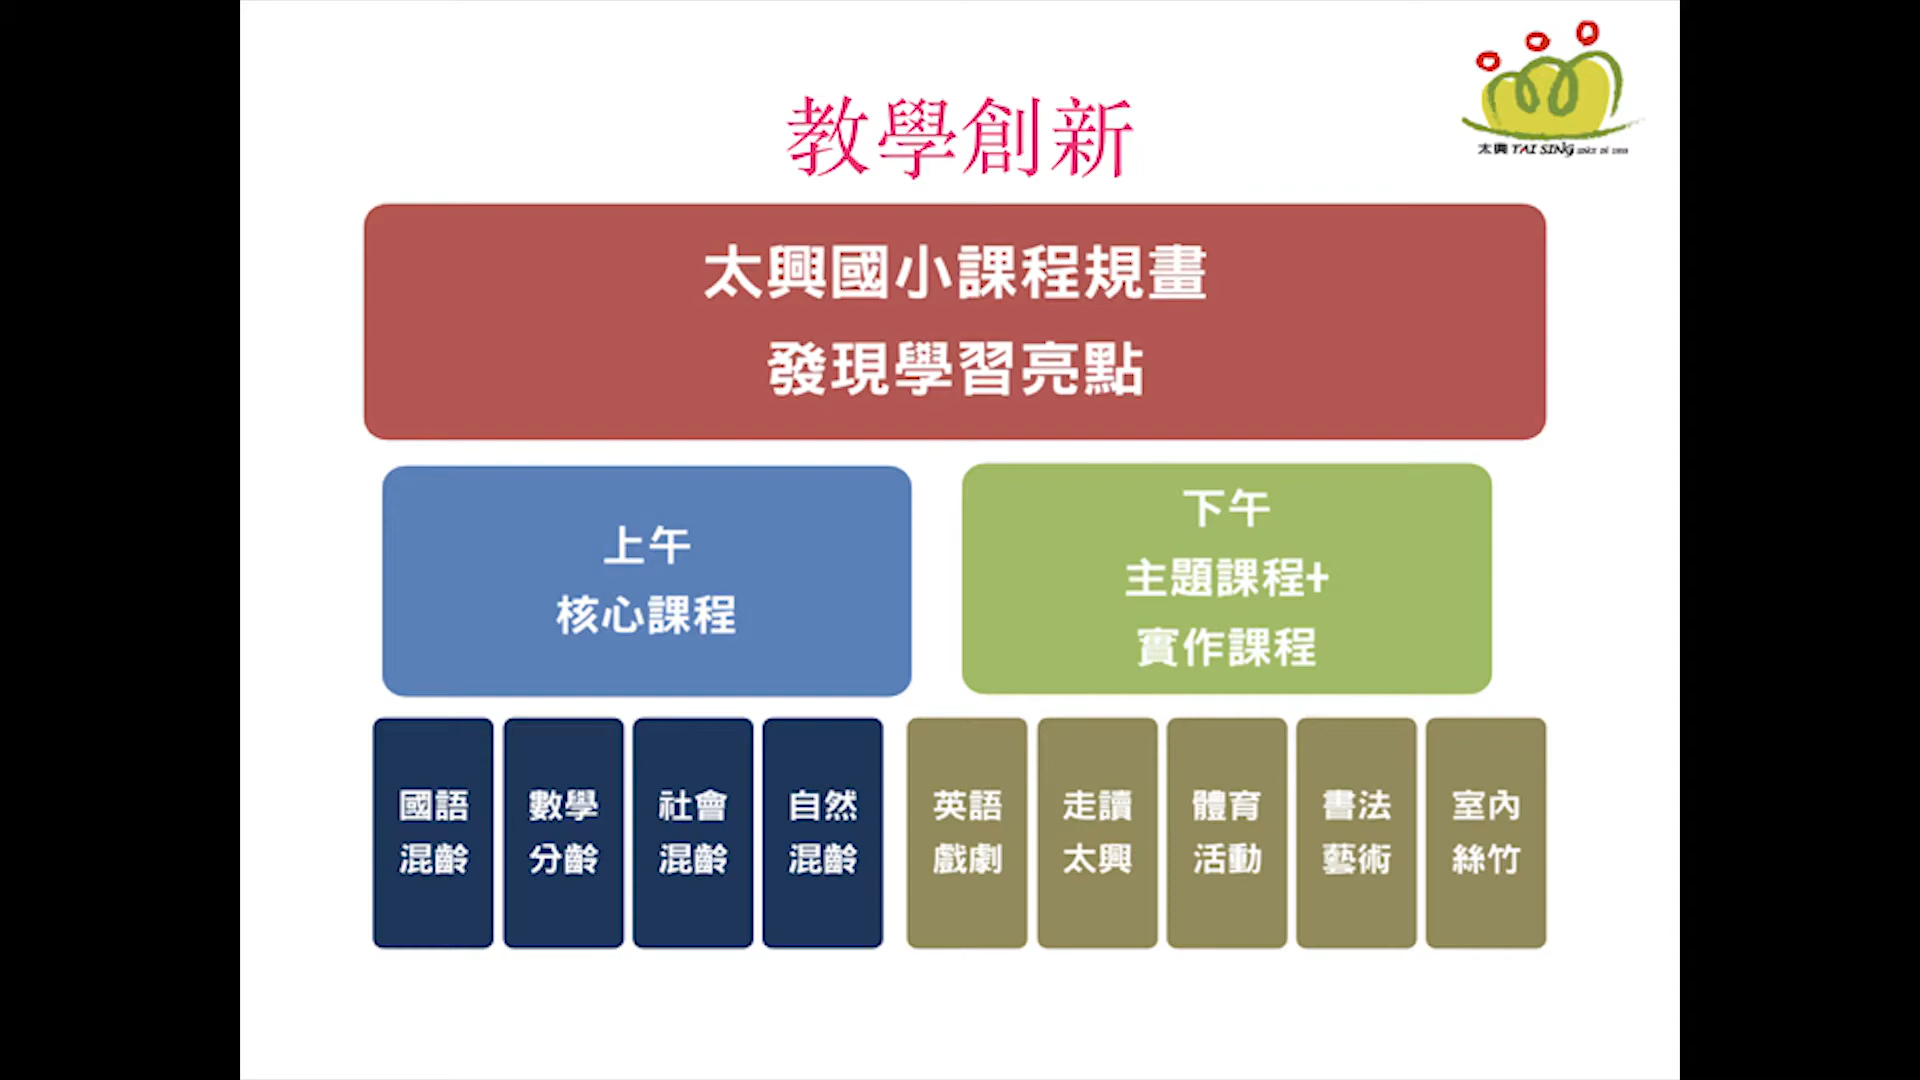 教學創新
太興 TAI SING
太興國小課程規畫
發現學習亮點
上午
核心課程
下午
主題課程+
實作課程
國語
混齡
數學
分齡
社會
混齡
自然
混齡
英語
戲劇
走讀
太興
體育
活動
書法
藝術
室內
絲竹